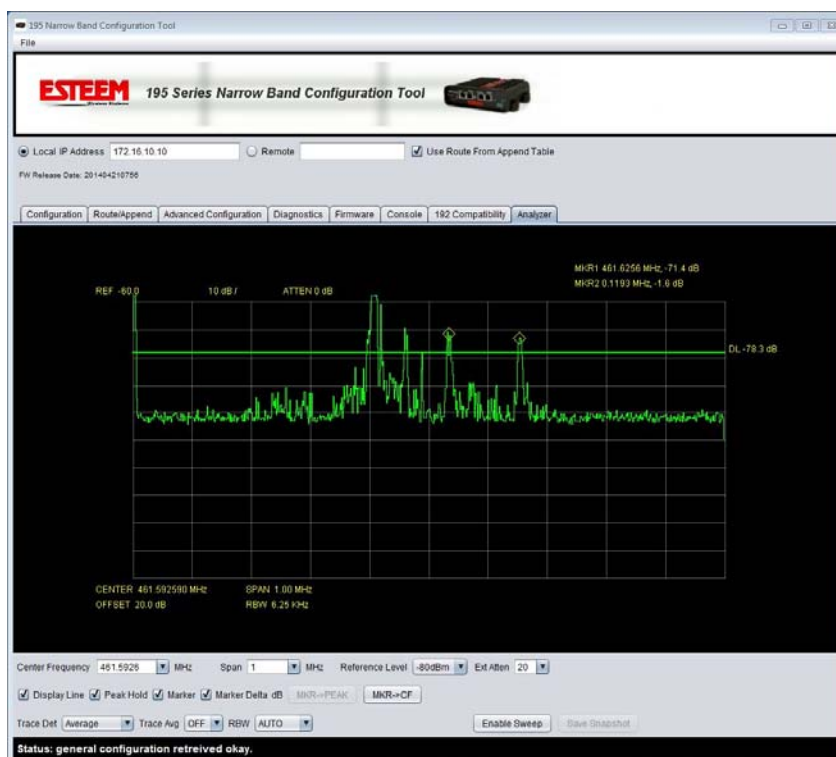 195 Narrow Band Configuration Tool
File
ESTEEM
Wireless Modems
195 Series Narrow Band Configuration Tool
Local IP Address 172.16.10.10 Remote Use Route From Append Table
FW Release Date: 201404210756
Configuration Route/Append Advanced Configuration Diagnostics Firmware Console 192 Compatibility Analyzer
MKR1 461.6256 MHz, -71.4 dB
MKR2 0.1193 MHz, -1.6 dB
REF -60.0 10 dB / ATTEN 0 dB
DL -78.3 dB
CENTER 461.592590 MHz SPAN 1.00 MHz
OFFSET 20.0 dB RBW 6.25 KHz
Center Frequency 461.5926 MHz Span 1 MHz Reference Level -80dBm Ext Atten 20
Display Line Peak Hold Marker Marker Delta dB MKR->PEAK MKR->CF
Trace Det Average Trace Avg OFF RBW AUTO Enable Sweep Save Snapshot
Status: general configuration retreived okay.